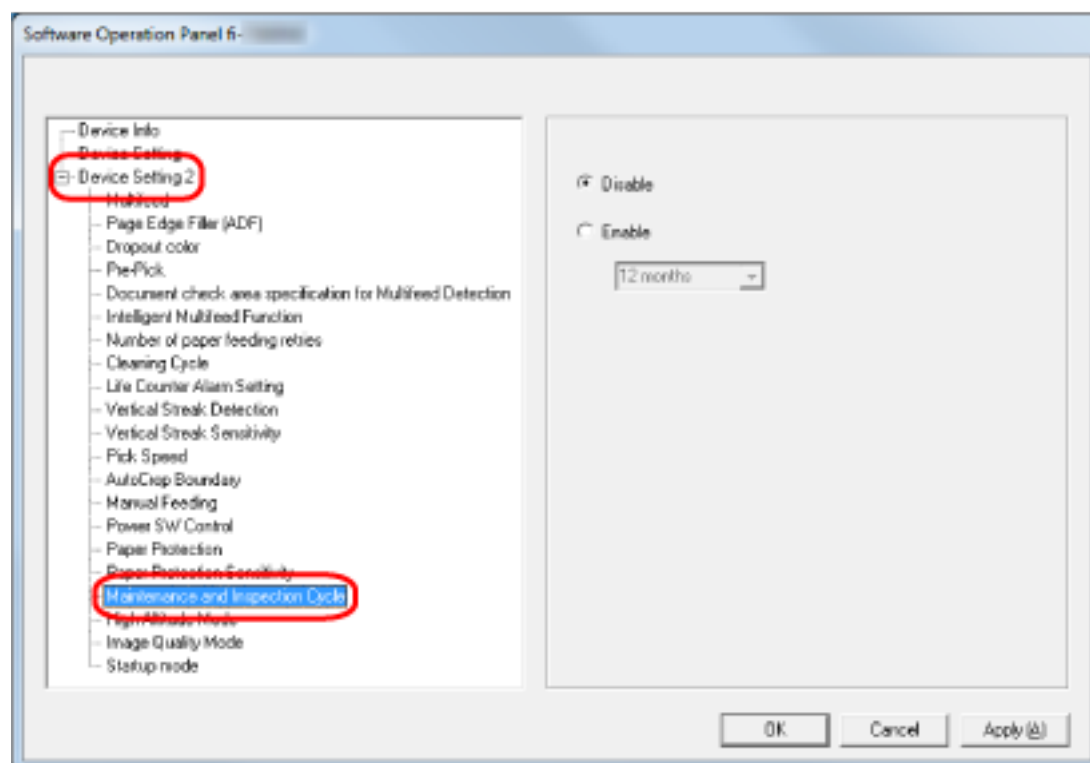 Software Operation Panel fi-
Device Info
Device Setting
Device Setting 2
Multifeed
Page Edge Filler (ADF)
Dropout color
Pre-Pick
Document check area specification for Multifeed Detection
Intelligent Multifeed Function
Number of paper feeding retries
Cleaning Cycle
Life Counter Alarm Setting
Vertical Streak Detection
Vertical Streak Sensitivity
Pick Speed
AutoCrop Boundary
Manual Feeding
Power SW Control
Paper Protection
Paper Protection Sensitivity
Maintenance and Inspection Cycle
High Altitude Mode
Image Quality Mode
Startup mode
Disable
Enable
12 months
OK
Cancel
Apply (A)